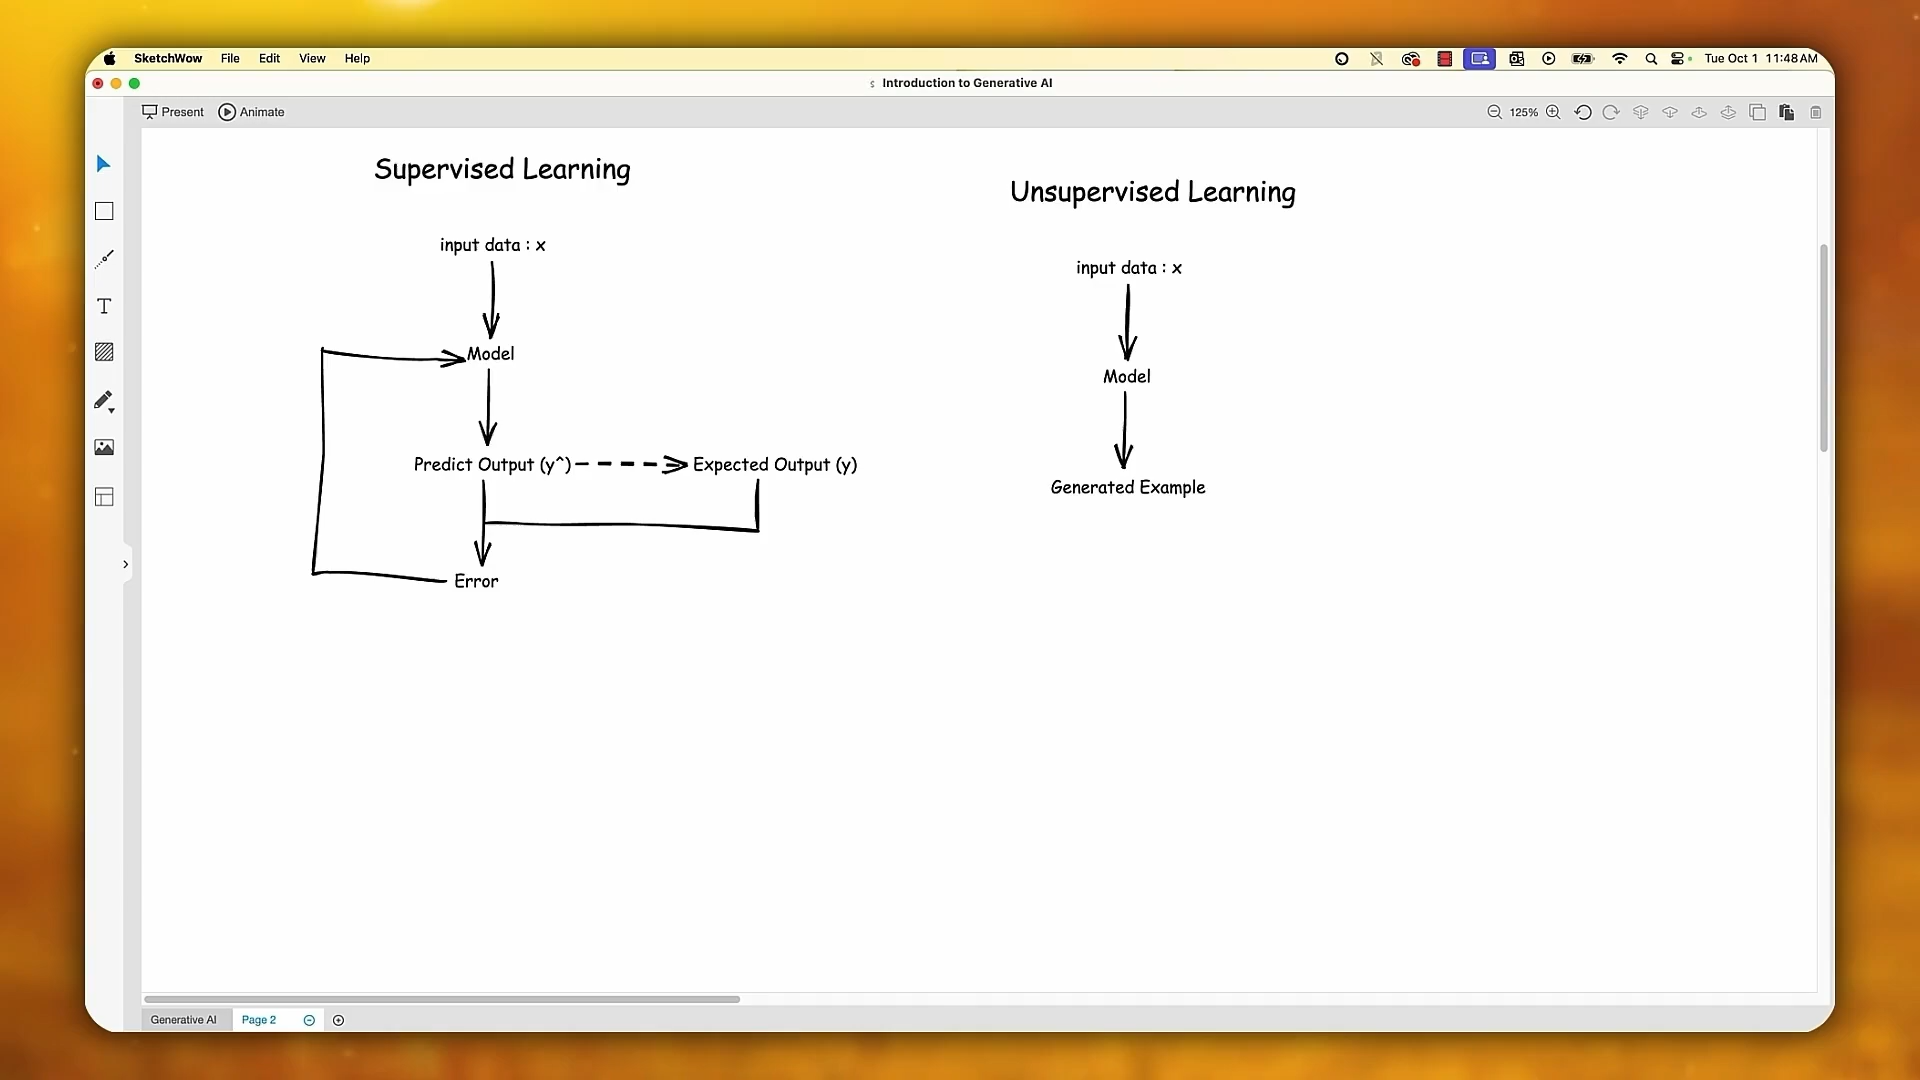 SketchWow File Edit View Help Tue Oct 1 11:48 AM
Introduction to Generative AI
Present Animate 125%
Supervised Learning
input data : x
Model
Predict Output (y^) Expected Output (y)
Error
Unsupervised Learning
input data : x
Model
Generated Example
Generative AI Page 2